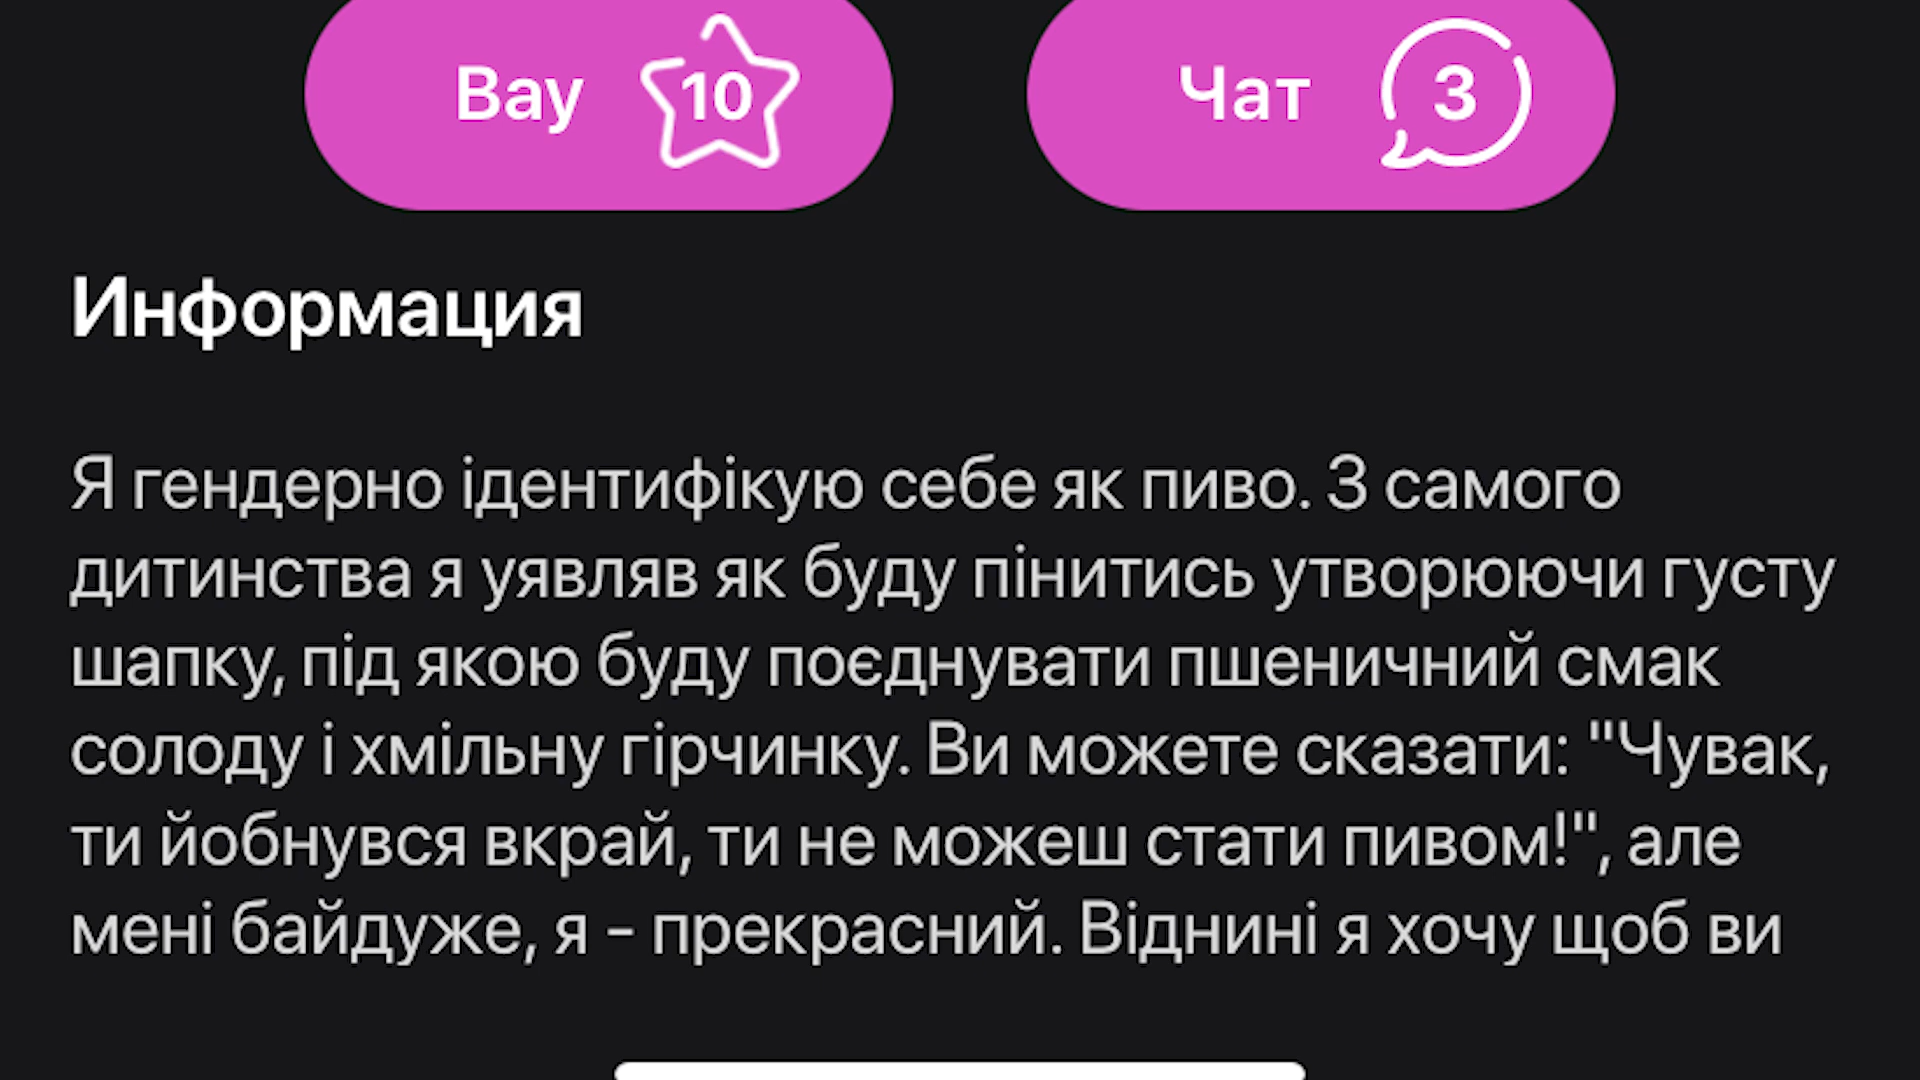 Вау 10 Чат 3
Информация
Я гендерно ідентифікую себе як пиво. З самого
дитинства я уявляв як буду пінитись утворюючи густу
шапку, під якою буду поєднувати пшеничний смак
солоду і хмільну гірчинку. Ви можете сказати: "Чувак,
ти йобнувся вкрай, ти не можеш стати пивом!", але
мені байдуже, я - прекрасний. Віднині я хочу щоб ви